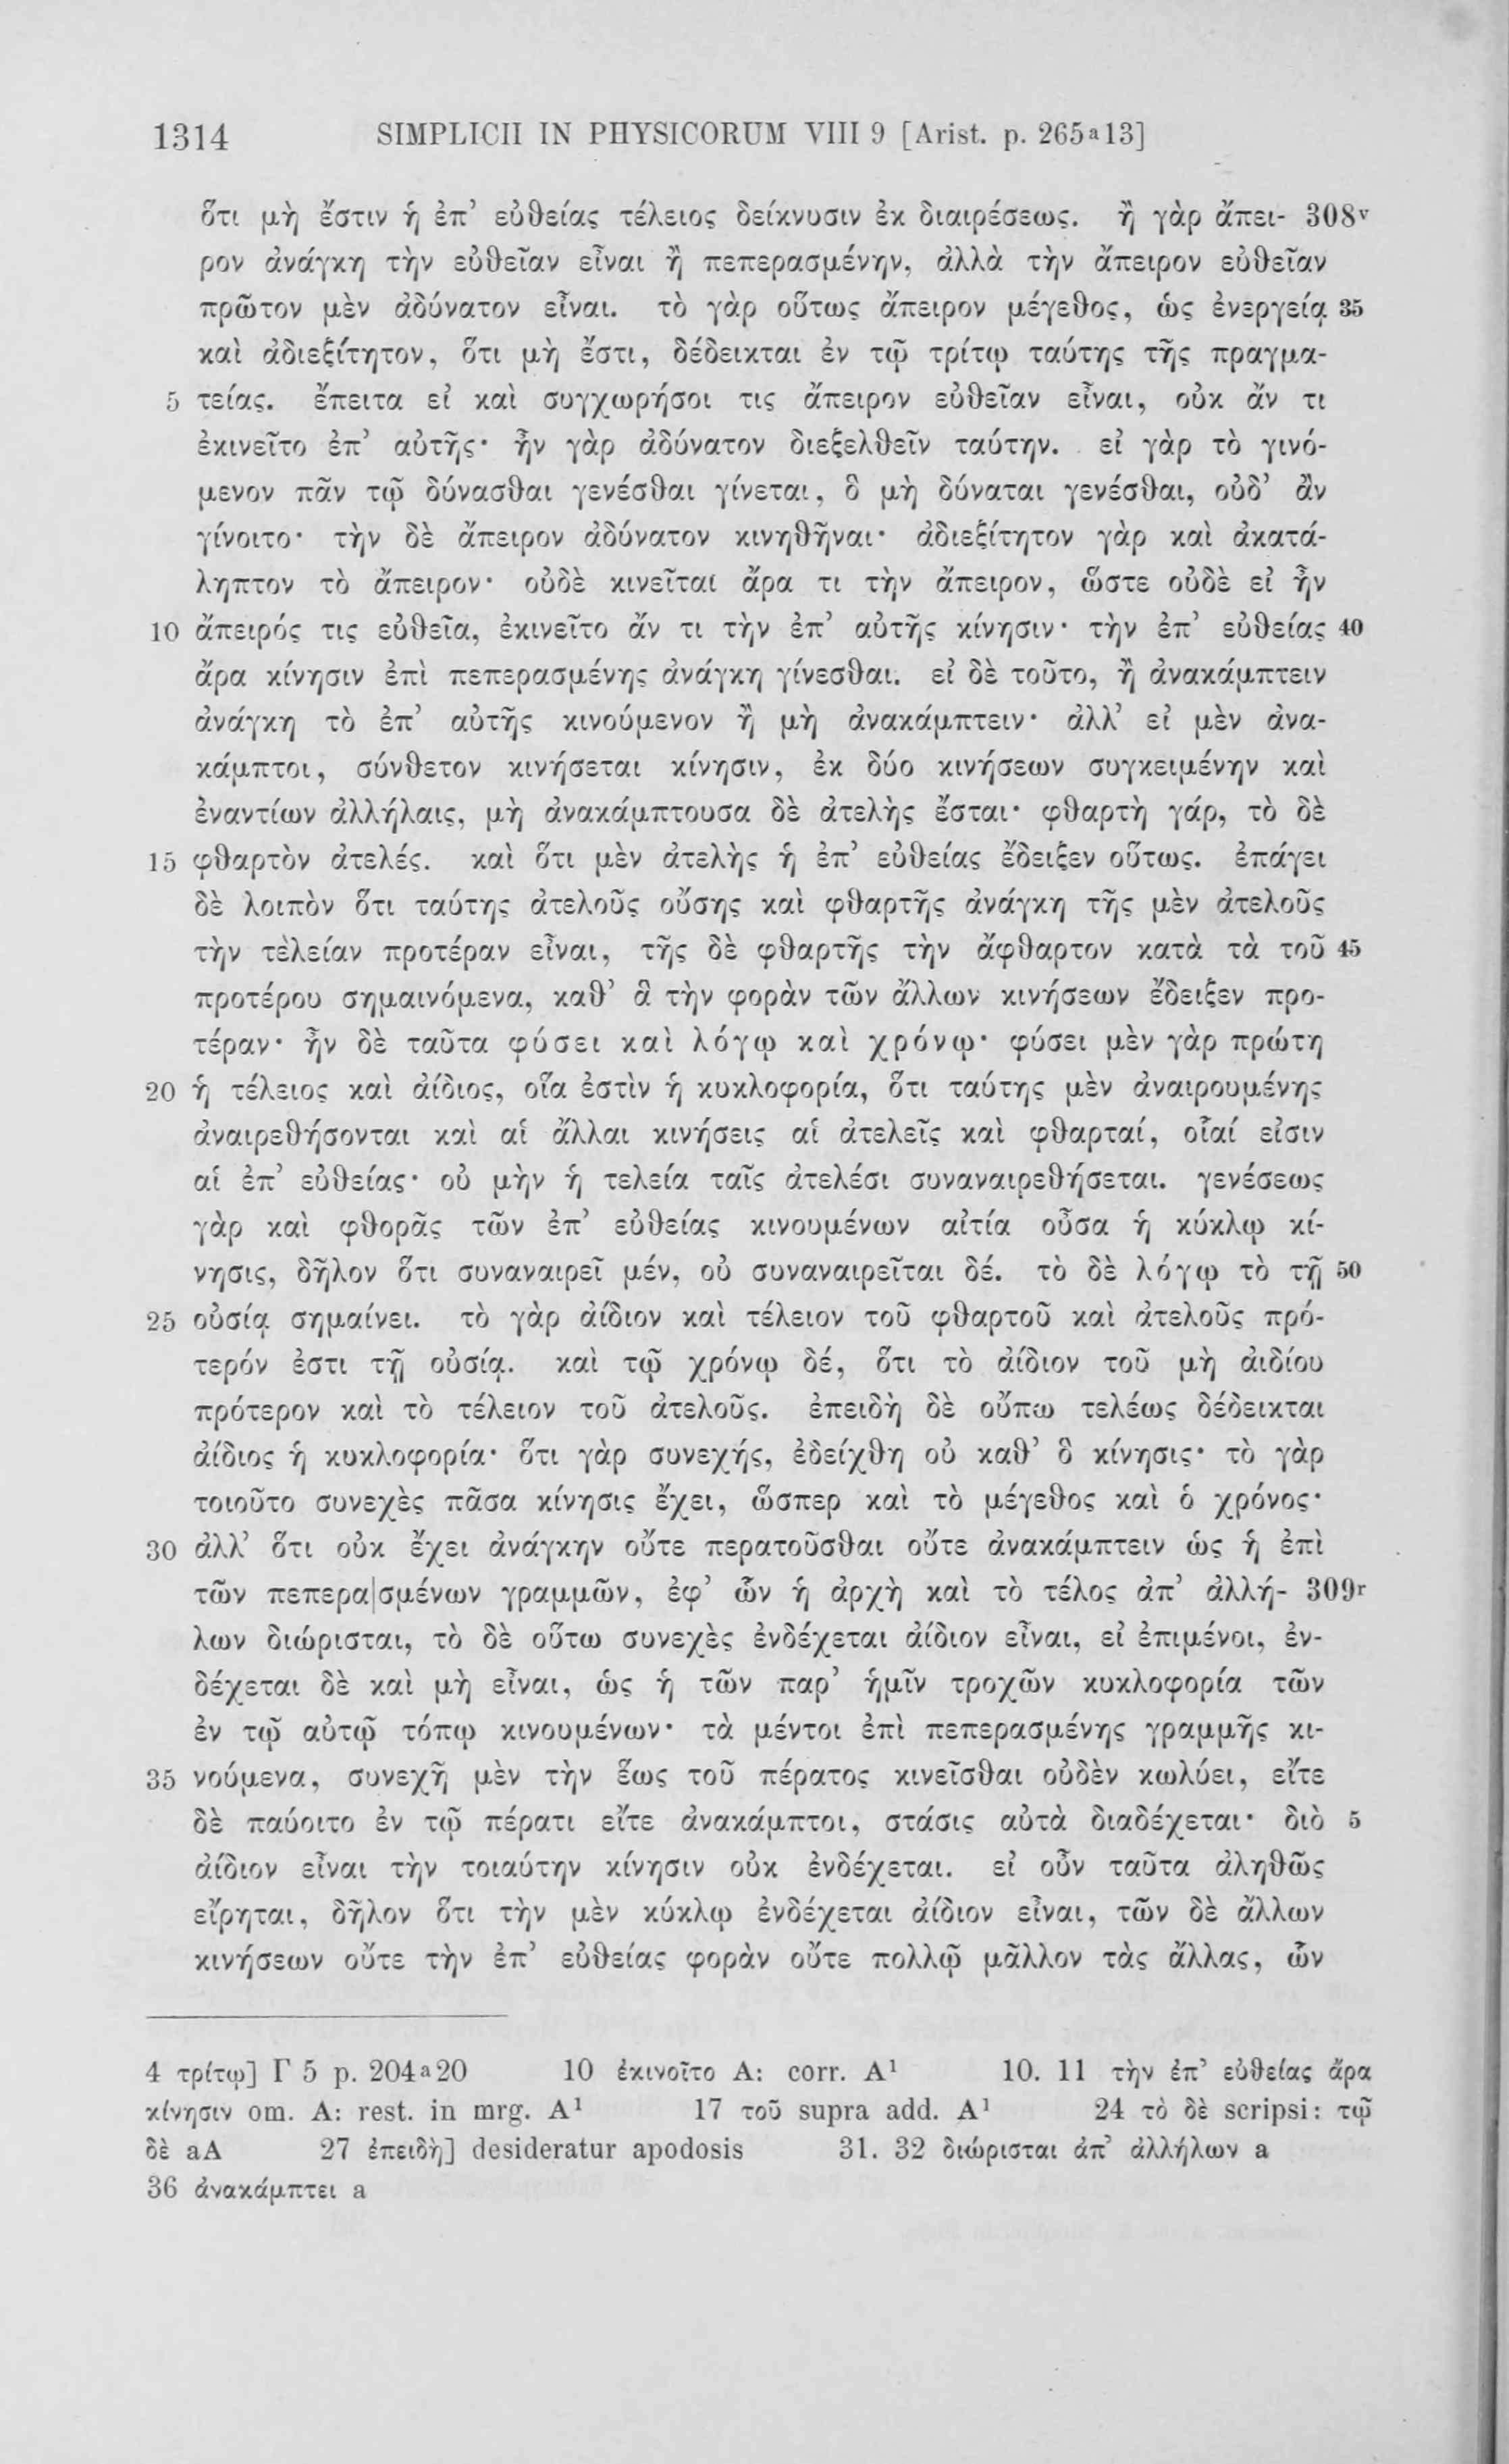 1314 SIMPLICII IN PHYSICORUM VIII 9 [Arist. p. 265ᵃ13]
ὅτι μὴ ἔστιν ἡ ἐπ’ εὐθείας τέλειος δείκνυσιν ἐκ διαιρέσεως. ἢ γὰρ ἄπει- 308ᵛ
ρον ἀνάγκη τὴν εὐθεῖαν εἶναι ἢ πεπερασμένην, ἀλλὰ τὴν ἄπειρον εὐθεῖαν
πρῶτον μὲν ἀδύνατον εἶναι. τὸ γὰρ οὕτως ἄπειρον μέγεθος, ὡς ἐνεργείᾳ 35
καὶ ἀδιεξίτητον, ὅτι μὴ ἔστι, δέδεικται ἐν τῷ τρίτῳ ταύτης τῆς πραγμα-
5 τείας. ἔπειτα εἰ καὶ συγχωρήσοι τις ἄπειρον εὐθεῖαν εἶναι, οὐκ ἄν τι
ἐκινεῖτο ἐπ’ αὐτῆς· ἦν γὰρ ἀδύνατον διεξελθεῖν ταύτην. εἰ γὰρ τὸ γινό-
μενον πᾶν τῷ δύνασθαι γενέσθαι γίνεται, ὃ μὴ δύναται γενέσθαι, οὐδ’ ἂν
γίνοιτο· τὴν δὲ ἄπειρον ἀδύνατον κινηθῆναι· ἀδιεξίτητον γὰρ καὶ ἀκατά-
ληπτον τὸ ἄπειρον· οὐδὲ κινεῖται ἄρα τι τὴν ἄπειρον, ὥστε οὐδὲ εἰ ἦν
10 ἄπειρός τις εὐθεῖα, ἐκινεῖτο ἄν τι τὴν ἐπ’ αὐτῆς κίνησιν· τὴν ἐπ’ εὐθείας 40
ἄρα κίνησιν ἐπὶ πεπερασμένης ἀνάγκη γίνεσθαι. εἰ δὲ τοῦτο, ἢ ἀνακάμπτειν
ἀνάγκη τὸ ἐπ’ αὐτῆς κινούμενον ἢ μὴ ἀνακάμπτειν· ἀλλ’ εἰ μὲν ἀνα-
κάμπτοι, σύνθετον κινήσεται κίνησιν, ἐκ δύο κινήσεων συγκειμένην καὶ
ἐναντίων ἀλλήλαις, μὴ ἀνακάμπτουσα δὲ ἀτελὴς ἔσται· φθαρτὴ γάρ, τὸ δὲ
15 φθαρτὸν ἀτελές. καὶ ὅτι μὲν ἀτελὴς ἡ ἐπ’ εὐθείας ἔδειξεν οὕτως. ἐπάγει
δὲ λοιπὸν ὅτι ταύτης ἀτελοῦς οὔσης καὶ φθαρτῆς ἀνάγκη τῆς μὲν ἀτελοῦς
τὴν τελείαν προτέραν εἶναι, τῆς δὲ φθαρτῆς τὴν ἄφθαρτον κατὰ τὰ τοῦ 45
προτέρου σημαινόμενα, καθ’ ἃ τὴν φορὰν τῶν ἄλλων κινήσεων ἔδειξεν προ-
τέραν· ἦν δὲ ταῦτα φύσει καὶ λόγῳ καὶ χρόνῳ· φύσει μὲν γὰρ πρώτη
20 ἡ τέλειος καὶ ἀίδιος, οἵα ἐστὶν ἡ κυκλοφορία, ὅτι ταύτης μὲν ἀναιρουμένης
ἀναιρεθήσονται καὶ αἱ ἄλλαι κινήσεις αἱ ἀτελεῖς καὶ φθαρταί, οἷαί εἰσιν
αἱ ἐπ’ εὐθείας· οὐ μὴν ἡ τελεία ταῖς ἀτελέσι συναναιρεθήσεται. γενέσεως
γὰρ καὶ φθορᾶς τῶν ἐπ’ εὐθείας κινουμένων αἰτία οὖσα ἡ κύκλῳ κί-
νησις, δῆλον ὅτι συναναιρεῖ μέν, οὐ συναναιρεῖται δέ. τὸ δὲ λόγῳ τὸ τῇ 50
25 οὐσίᾳ σημαίνει. τὸ γὰρ ἀίδιον καὶ τέλειον τοῦ φθαρτοῦ καὶ ἀτελοῦς πρό-
τερόν ἐστι τῇ οὐσίᾳ. καὶ τῷ χρόνῳ δέ, ὅτι τὸ ἀίδιον τοῦ μὴ ἀιδίου
πρότερον καὶ τὸ τέλειον τοῦ ἀτελοῦς. ἐπειδὴ δὲ οὔπω τελέως δέδεικται
ἀίδιος ἡ κυκλοφορία· ὅτι γὰρ συνεχής, ἐδείχθη οὐ καθ’ ὃ κίνησις· τὸ γὰρ
τοιοῦτο συνεχὲς πᾶσα κίνησις ἔχει, ὥσπερ καὶ τὸ μέγεθος καὶ ὁ χρόνος·
30 ἀλλ’ ὅτι οὐκ ἔχει ἀνάγκην οὔτε περατοῦσθαι οὔτε ἀνακάμπτειν ὡς ἡ ἐπὶ
τῶν πεπερα|σμένων γραμμῶν, ἐφ’ ὧν ἡ ἀρχὴ καὶ τὸ τέλος ἀπ’ ἀλλή- 309ʳ
λων διώρισται, τὸ δὲ οὕτω συνεχὲς ἐνδέχεται ἀίδιον εἶναι, εἰ ἐπιμένοι, ἐν-
δέχεται δὲ καὶ μὴ εἶναι, ὡς ἡ τῶν παρ’ ἡμῖν τροχῶν κυκλοφορία τῶν
ἐν τῷ αὐτῷ τόπῳ κινουμένων· τὰ μέντοι ἐπὶ πεπερασμένης γραμμῆς κι-
35 νούμενα, συνεχῆ μὲν τὴν ἕως τοῦ πέρατος κινεῖσθαι οὐδὲν κωλύει, εἴτε
δὲ παύοιτο ἐν τῷ πέρατι εἴτε ἀνακάμπτοι, στάσις αὐτὰ διαδέχεται· διὸ 5
ἀίδιον εἶναι τὴν τοιαύτην κίνησιν οὐκ ἐνδέχεται. εἰ οὖν ταῦτα ἀληθῶς
εἴρηται, δῆλον ὅτι τὴν μὲν κύκλῳ ἐνδέχεται ἀίδιον εἶναι, τῶν δὲ ἄλλων
κινήσεων οὔτε τὴν ἐπ’ εὐθείας φορὰν οὔτε πολλῷ μᾶλλον τὰς ἄλλας, ὧν
4 τρίτῳ] Γ 5 p. 204ᵃ20 10 ἐκινοῖτο A: corr. A¹ 10. 11 τὴν ἐπ’ εὐθείας ἄρα
κίνησιν om. A: rest. in mrg. A¹ 17 τοῦ supra add. A¹ 24 τὸ δὲ scripsi: τῷ
δὲ aA 27 ἐπειδὴ] desideratur apodosis 31. 32 διώρισται ἀπ’ ἀλλήλων a
36 ἀνακάμπτει a